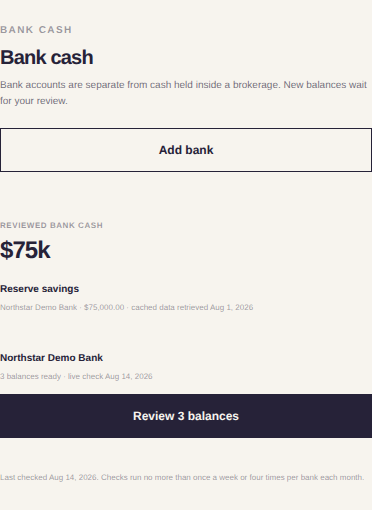 BANK CASH
Bank cash
Bank accounts are separate from cash held inside a brokerage. New balances wait
for your review.
Add bank
REVIEWED BANK CASH
$75k
Reserve savings
Northstar Demo Bank · $75,000.00 · cached data retrieved Aug 1, 2026
Northstar Demo Bank
3 balances ready · live check Aug 14, 2026
Review 3 balances
Last checked Aug 14, 2026. Checks run no more than once a week or four times per bank each month.